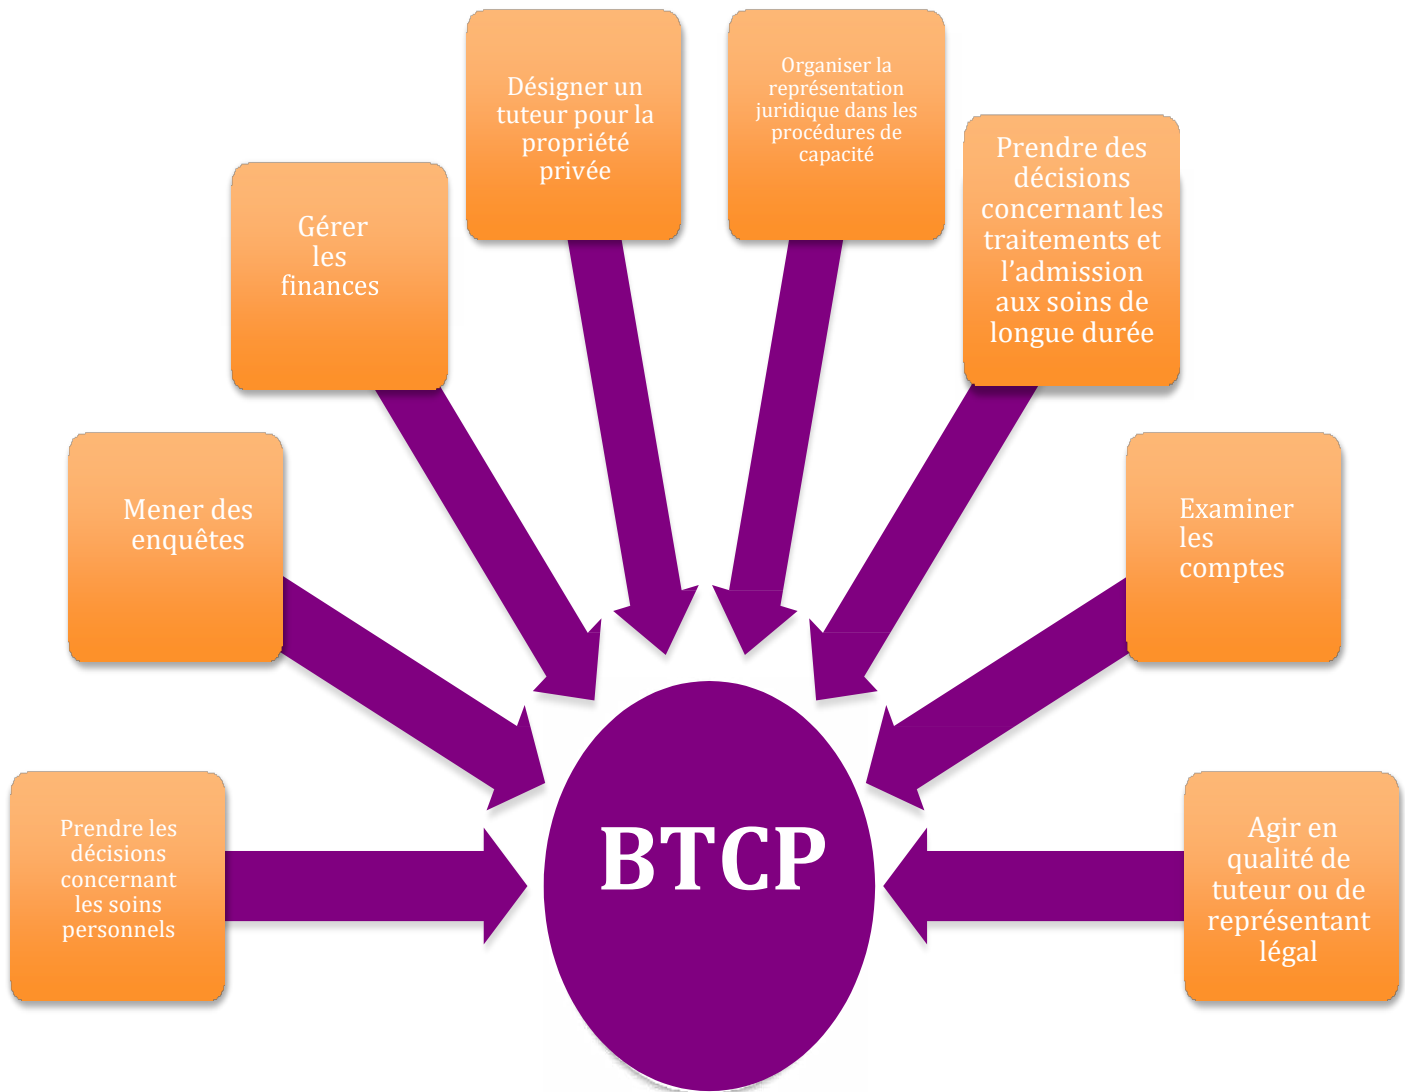 Désigner un
tuteur pour la
propriété
privée
Organiser la
représentation
juridique dans les
procédures de
capacité
Prendre des
décisions
concernant les
traitements et
l’admission
aux soins de
longue durée
Gérer
les
finances
Mener des
enquêtes
Examiner
les
comptes
Prendre les
décisions
concernant
les soins
personnels
BTCP
Agir en
qualité de
tuteur ou de
représentant
légal